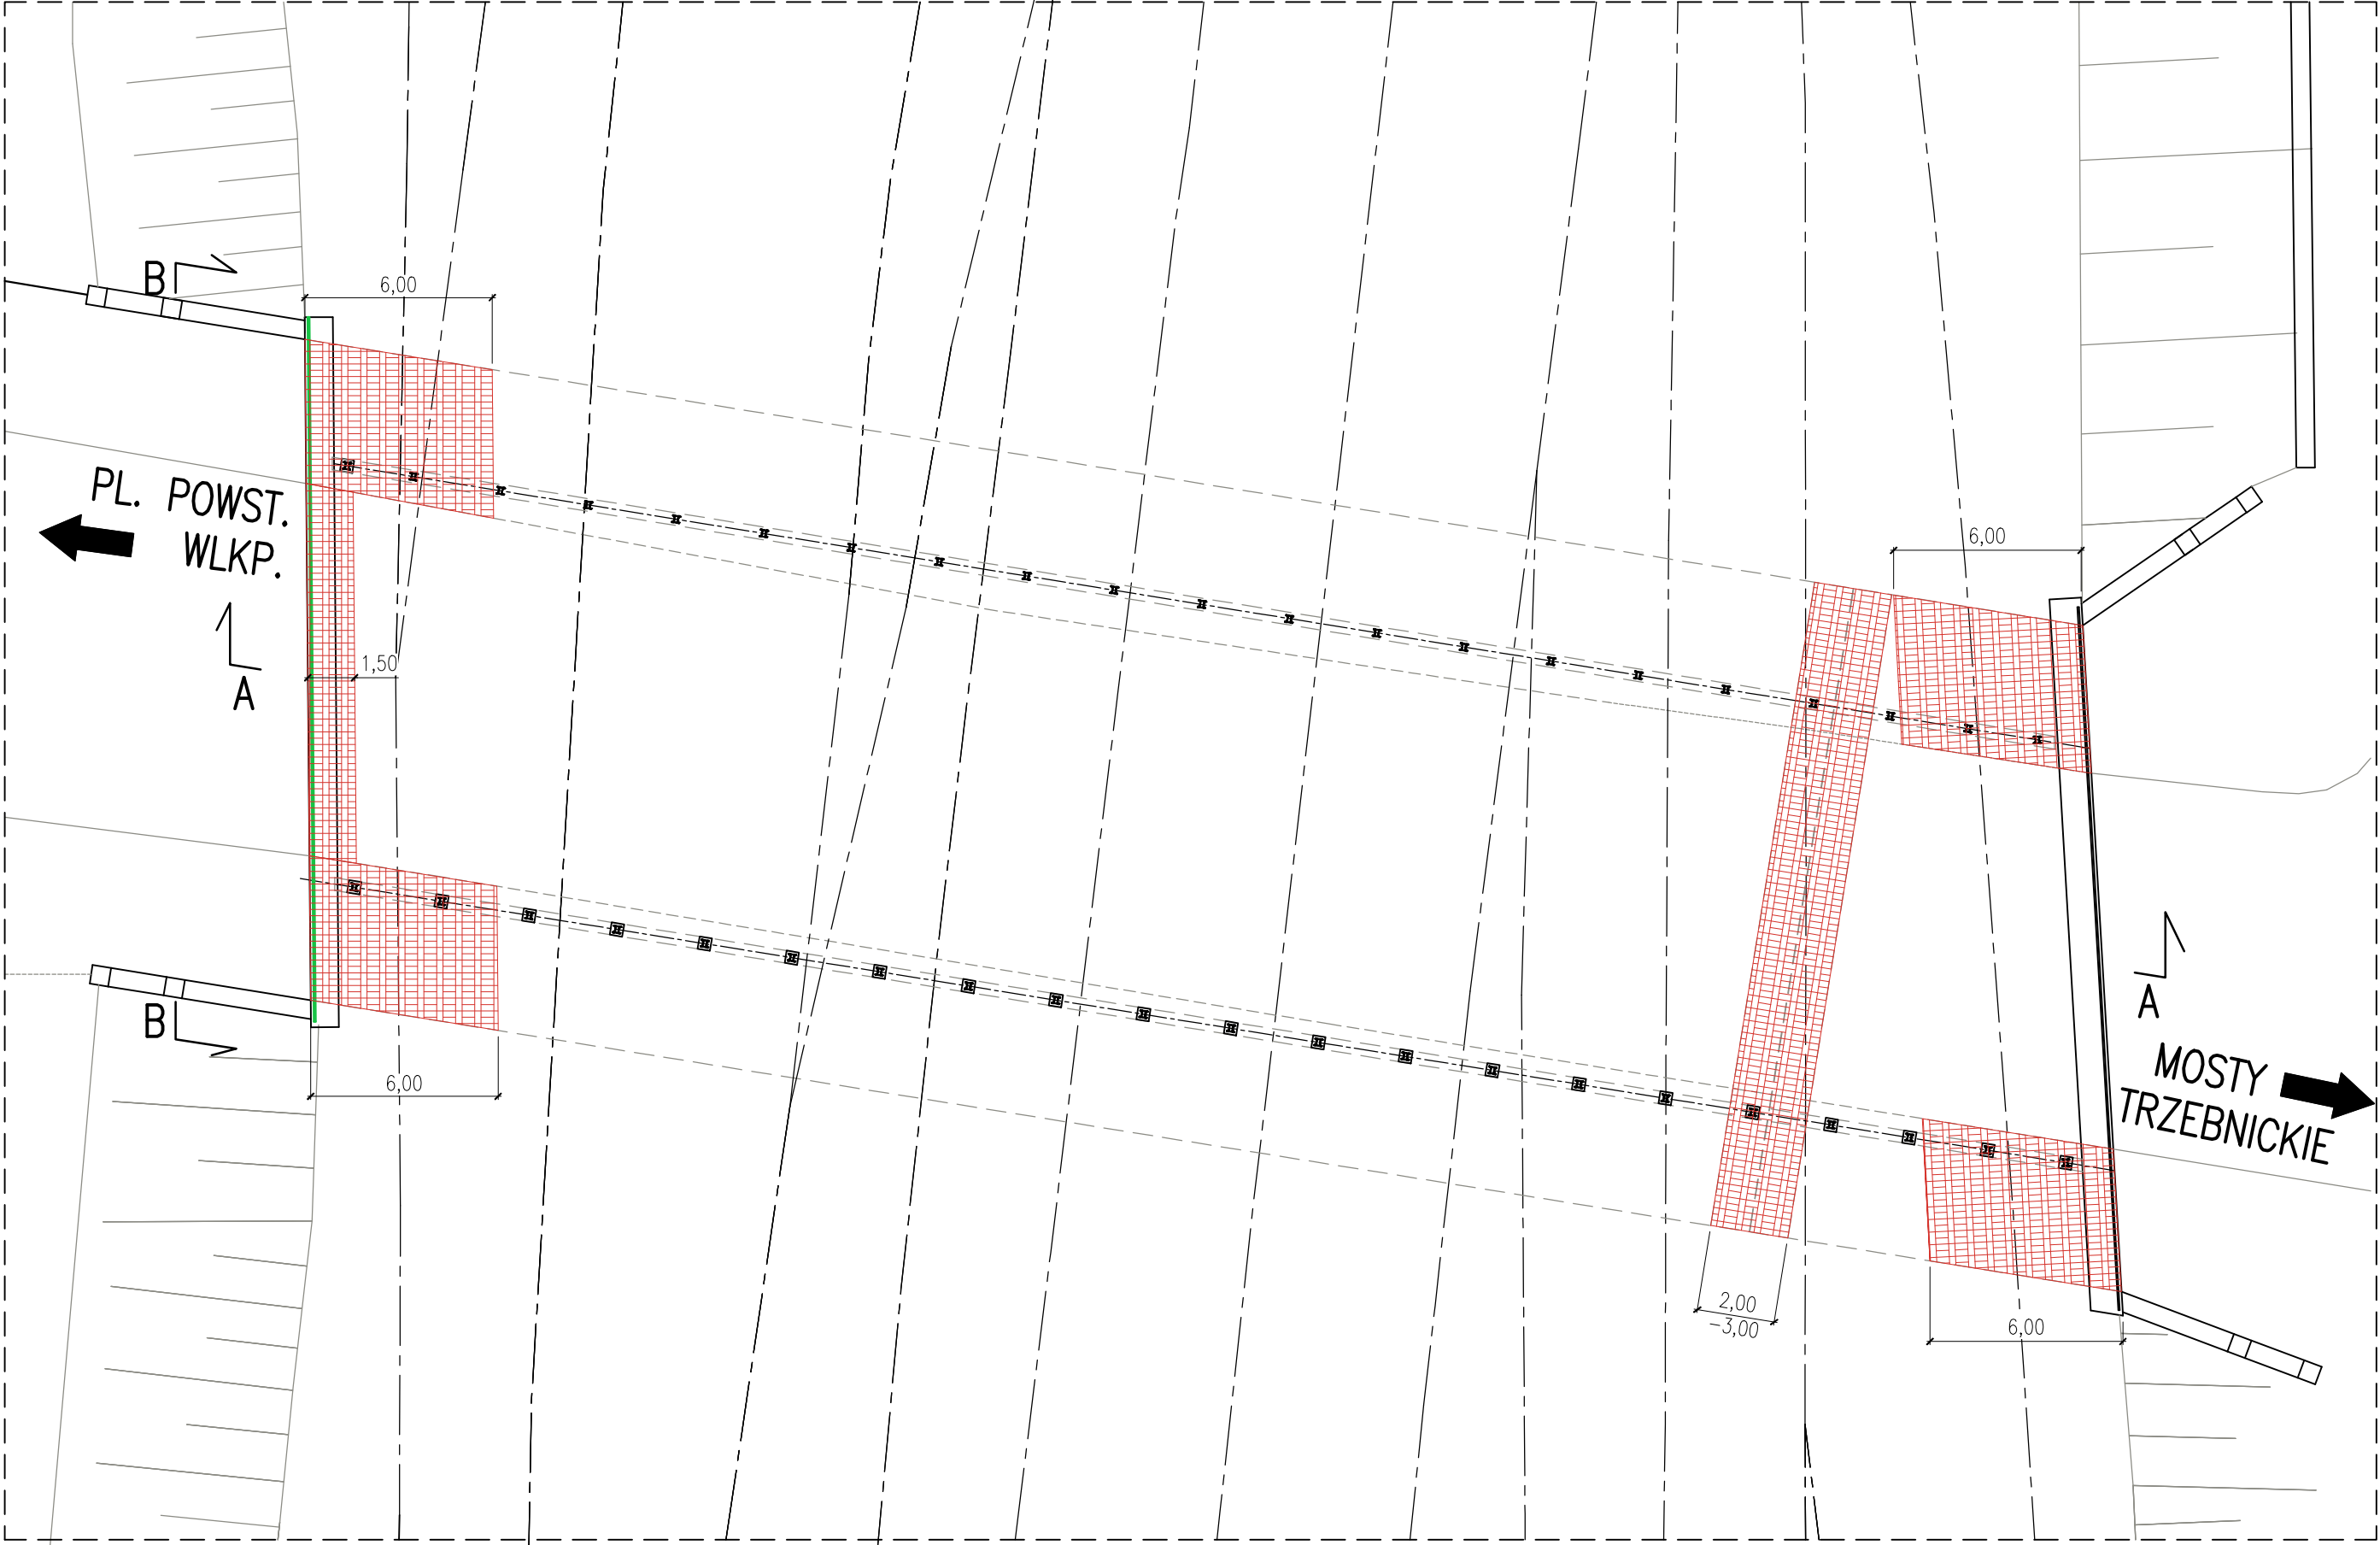 B
6,00
PL. POWST.
WLKP.
6,00
1,50
A
B
6,00
A
MOSTY
TRZEBNICKIE
2,00
-3,00
6,00